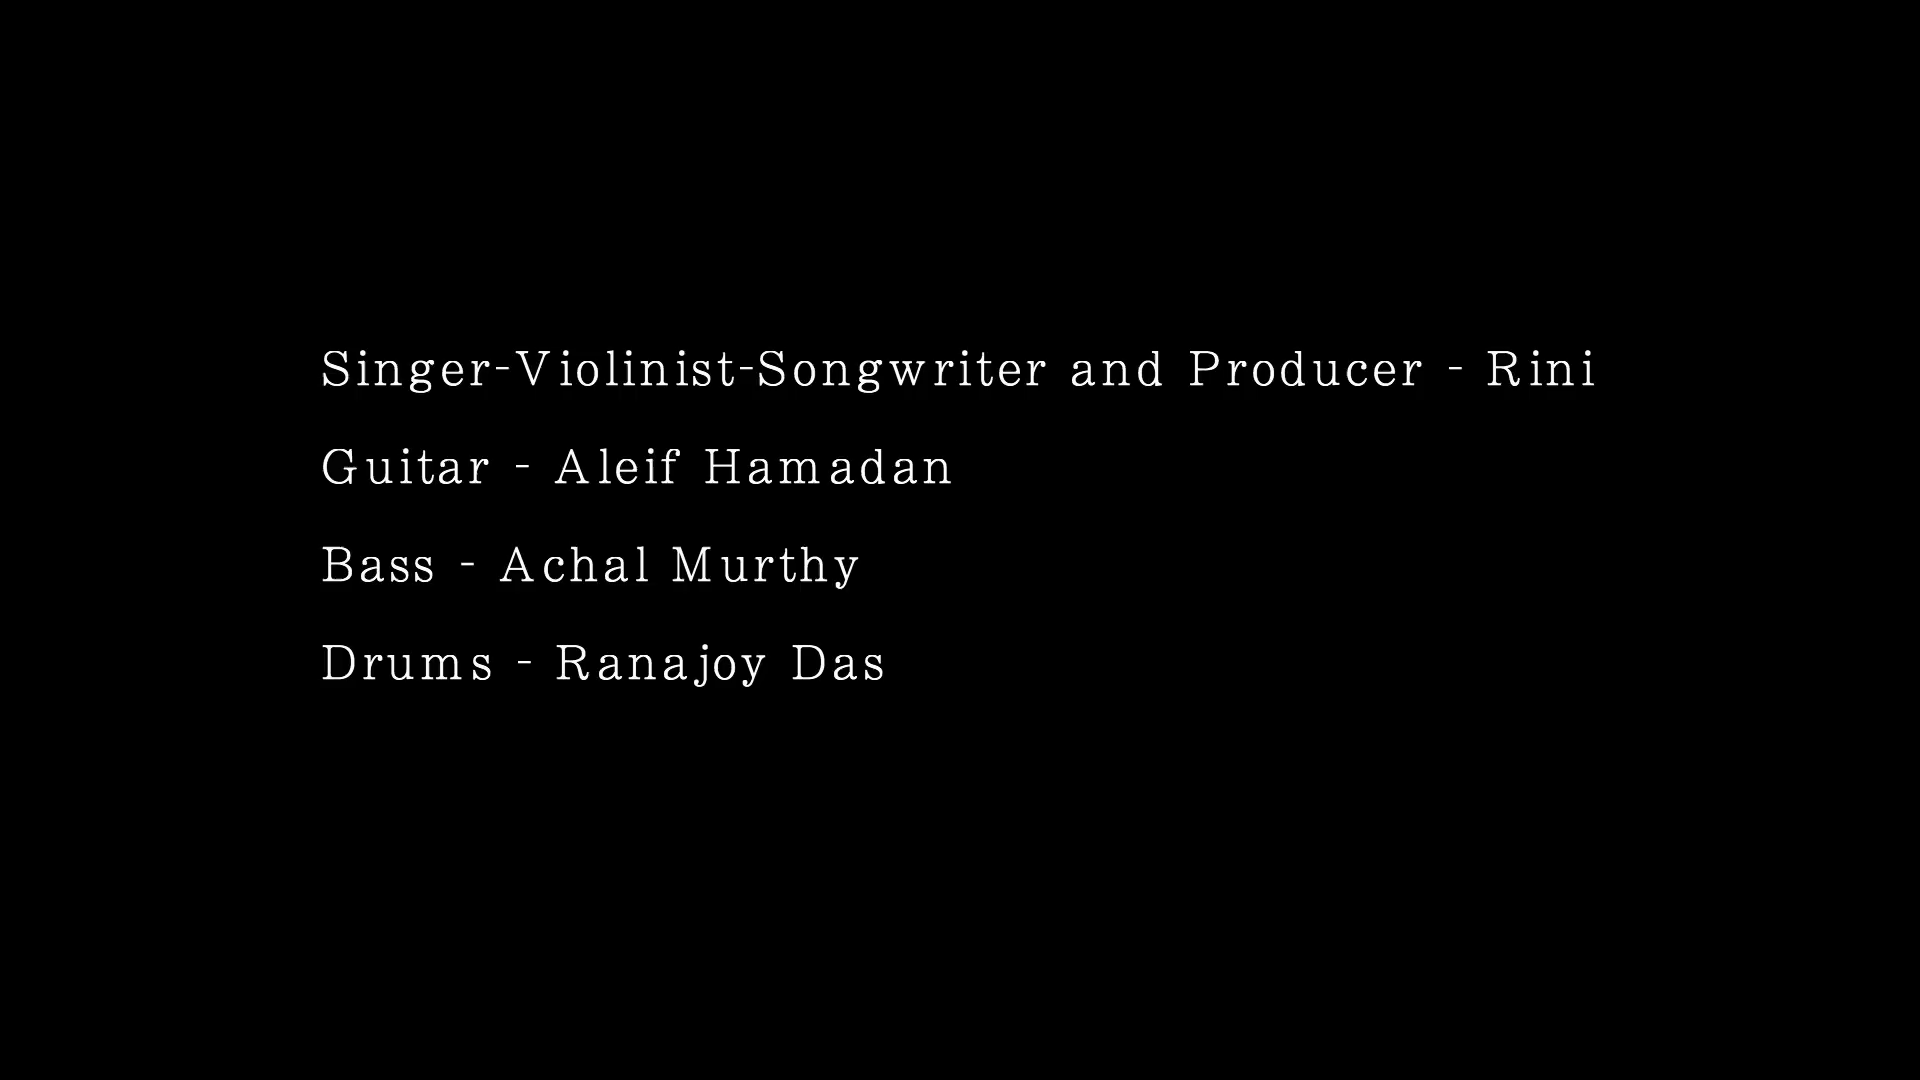 Singer-Violinist-Songwriter and Producer - Rini
Guitar - Aleif Hamadan
Bass - Achal Murthy
Drums - Ranajoy Das